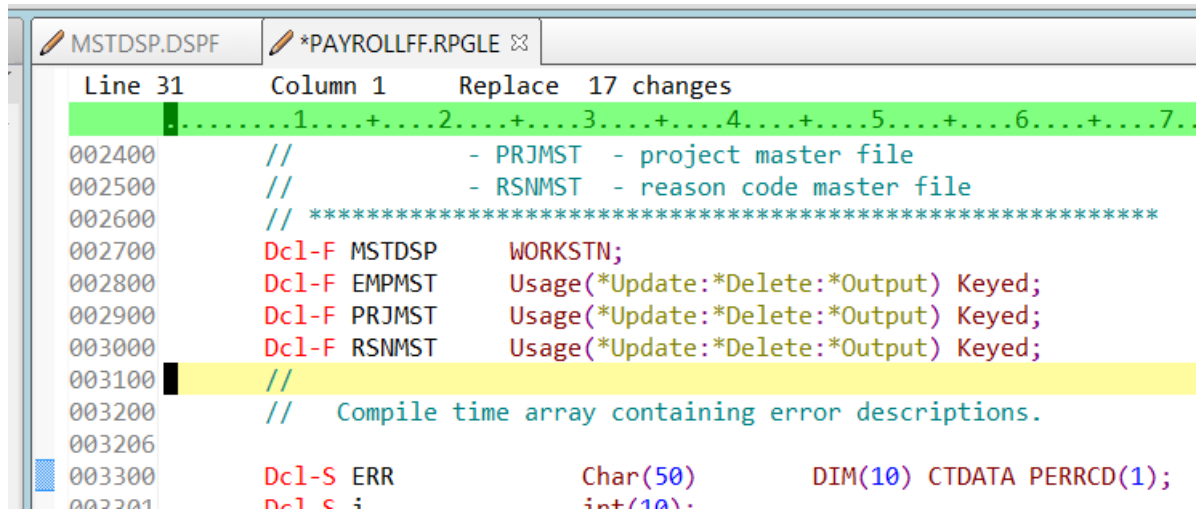 MSTDSP.DSPF *PAYROLLFF.RPGLE
Line 31 Column 1 Replace 17 changes
.........1....+....2....+....3....+....4....+....5....+....6....+....7..
002400 // - PRJMST - project master file
002500 // - RSNMST - reason code master file
002600 // ***********************************************************
002700 Dcl-F MSTDSP WORKSTN;
002800 Dcl-F EMPMST Usage(*Update:*Delete:*Output) Keyed;
002900 Dcl-F PRJMST Usage(*Update:*Delete:*Output) Keyed;
003000 Dcl-F RSNMST Usage(*Update:*Delete:*Output) Keyed;
003100 //
003200 // Compile time array containing error descriptions.
003206
003300 Dcl-S ERR Char(50) DIM(10) CTDATA PERRCD(1);
003301 Dcl-S i int(10);